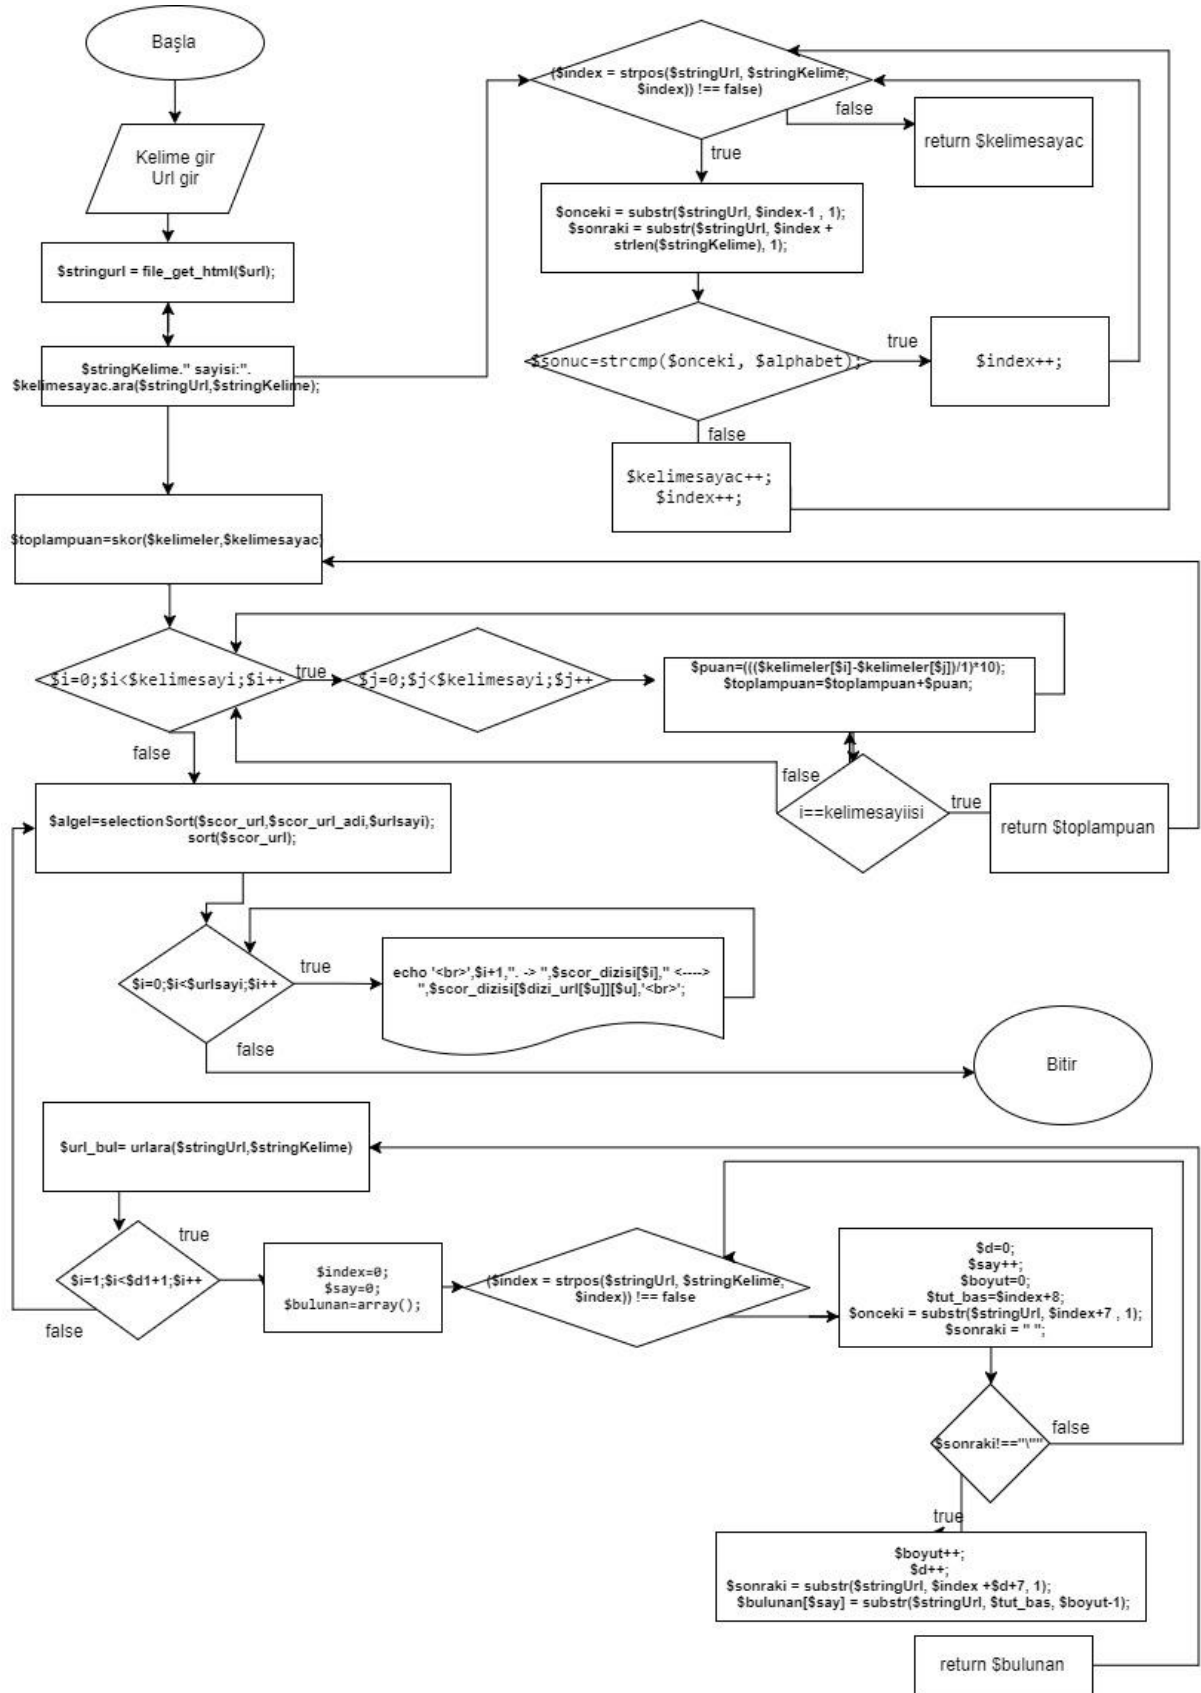 Başla
Kelime gir
Url gir
$stringurl = file_get_html($url);
$stringKelime." sayisi:".
$kelimesayac.ara($stringUrl,$stringKelime);
($index = strpos($stringUrl, $stringKelime,
$index)) !== false)
false
return $kelimesayac
true
$onceki = substr($stringUrl, $index-1 , 1);
$sonraki = substr($stringUrl, $index +
strlen($stringKelime), 1);
$sonuc=strcmp($onceki, $alphabet);
true
$index++;
false
$kelimesayac++;
$index++;
$toplampuan=skor($kelimeler,$kelimesayac)
$i=0;$i<$kelimesayi;$i++
true
$j=0;$j<$kelimesayi;$j++
$puan=((($kelimeler[$i]-$kelimeler[$j])/1)*10);
$toplampuan=$toplampuan+$puan;
false
false
i==kelimesayiisi
true
return $toplampuan
$algel=selectionSort($scor_url,$scor_url_adi,$urlsayi);
sort($scor_url);
$i=0;$i<$urlsayi;$i++
true
echo '<br>',$i+1,". -> ",$scor_dizisi[$i]," <---->
",$scor_dizisi[$dizi_url[$u]][$u],'<br>';
false
Bitir
$url_bul= urlara($stringUrl,$stringKelime)
true
$i=1;$i<$d1+1;$i++
false
$index=0;
$say=0;
$bulunan=array();
($index = strpos($stringUrl, $stringKelime,
$index)) !== false
$d=0;
$say++;
$boyut=0;
$tut_bas=$index+8;
$onceki = substr($stringUrl, $index+7 , 1);
$sonraki = " ";
$sonraki!=="\""
false
true
$boyut++;
$d++;
$sonraki = substr($stringUrl, $index +$d+7, 1);
$bulunan[$say] = substr($stringUrl, $tut_bas, $boyut-1);
return $bulunan